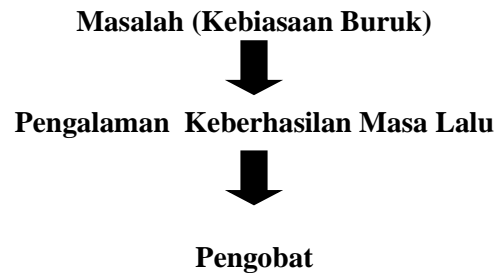 Masalah (Kebiasaan Buruk)
Pengalaman Keberhasilan Masa Lalu
Pengobat